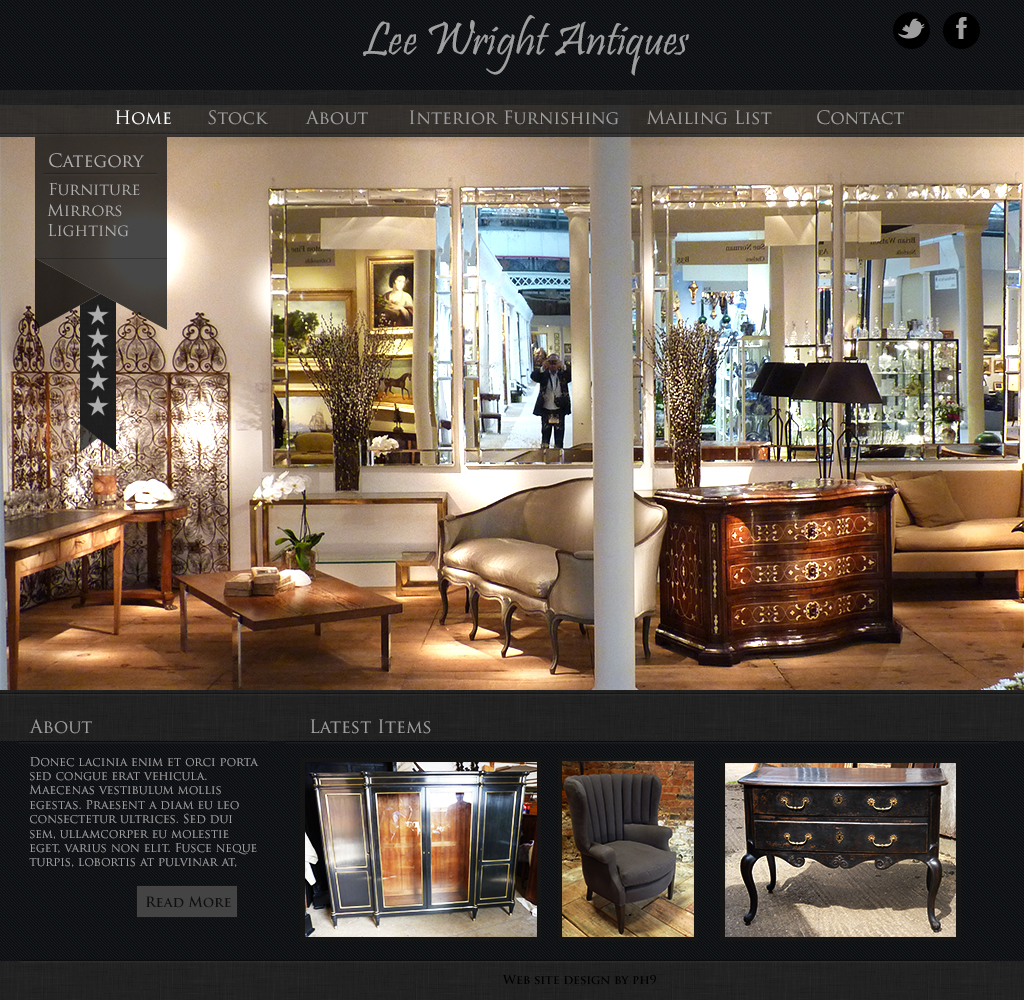 Lee Wright Antiques
Home Stock About Interior Furnishing Mailing List Contact
Category
Furniture
Mirrors
Lighting
About
Donec lacinia enim et orci porta
sed congue erat vehicula.
Maecenas vestibulum mollis
egestas. Praesent a diam eu leo
consectetur ultrices. Sed dui
sem, ullamcorper eu molestie
eget, varius non elit. Fusce neque
turpis, lobortis at pulvinar at,
Read More
Latest Items
Web site design by ph9